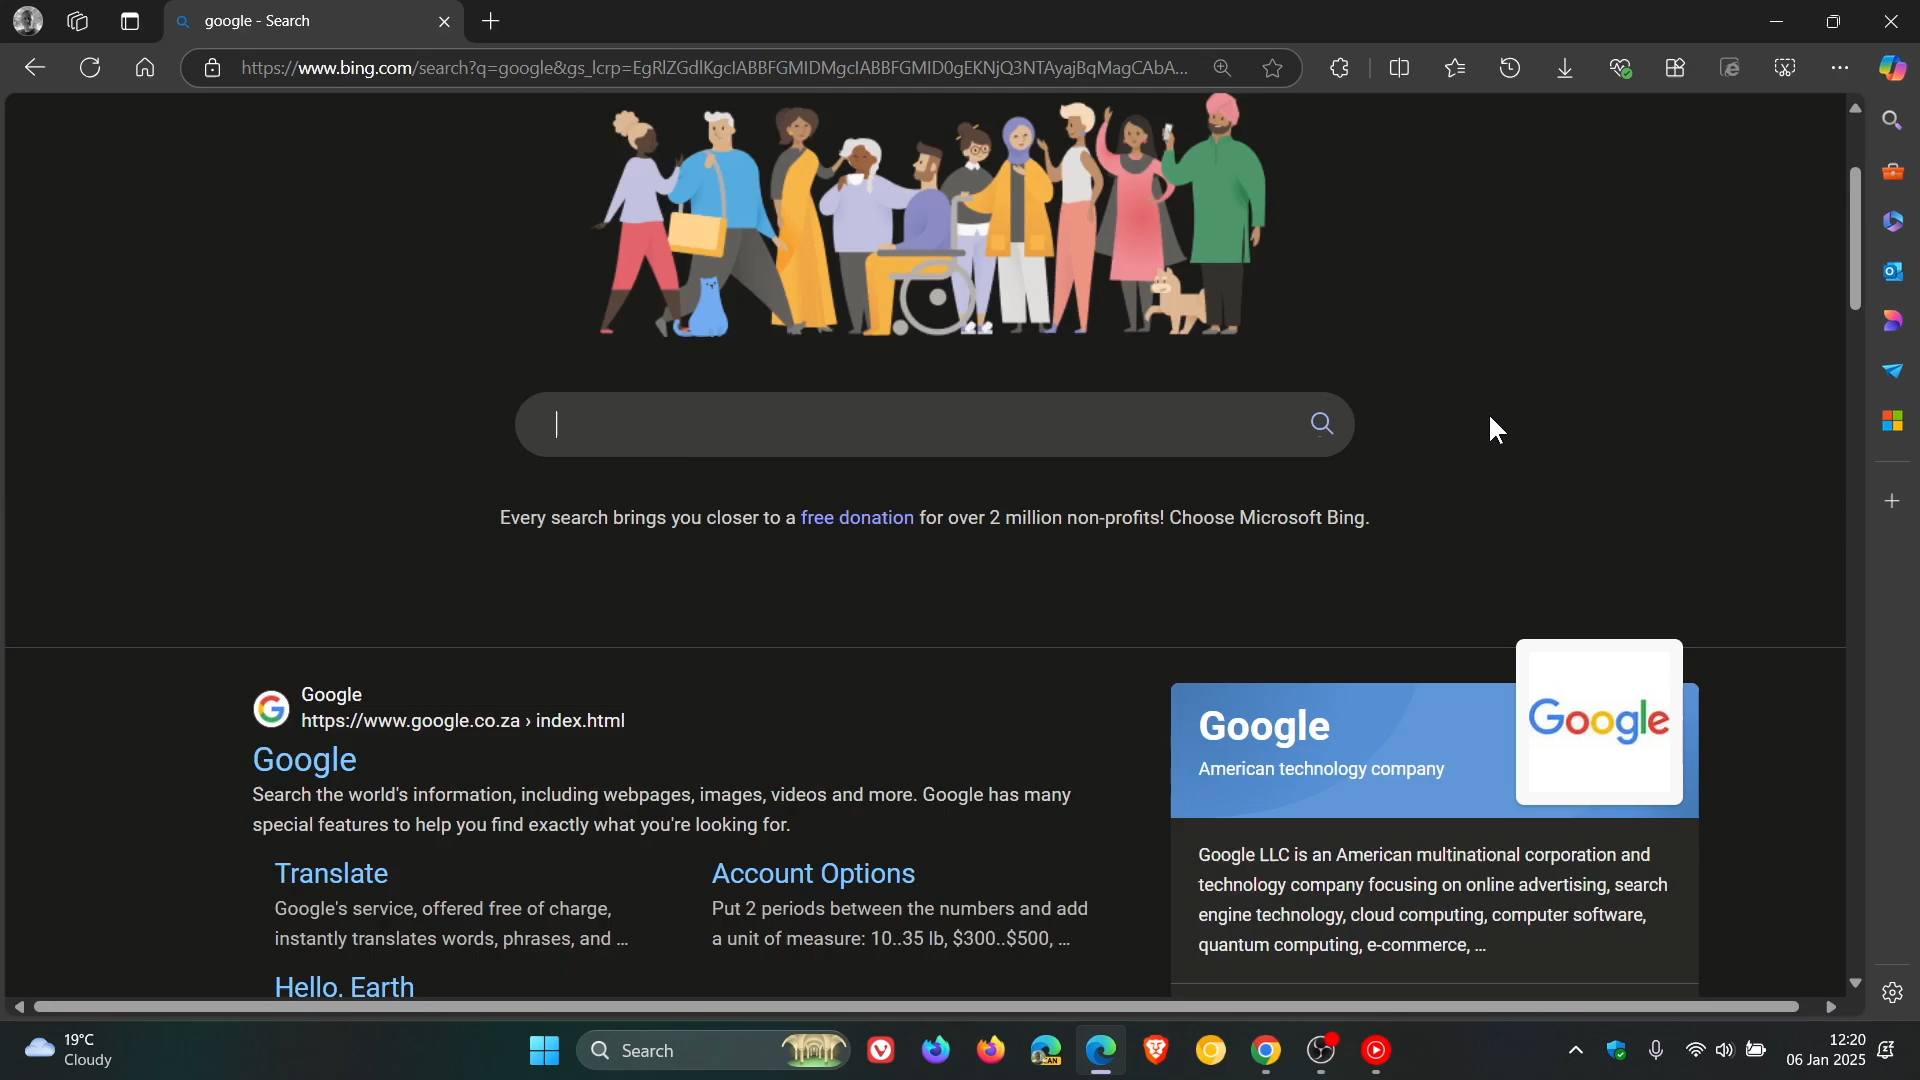 google - Search
https://www.bing.com/search?q=google&gs_lcrp=EgRlZGdlKgclABBFGMIDMgclABBFGMID0gEKNjQ3NTAyajBqMagCAbA...
Every search brings you closer to a free donation for over 2 million non-profits! Choose Microsoft Bing.
Google
https://www.google.co.za › index.html
Google
Search the world's information, including webpages, images, videos and more. Google has many
special features to help you find exactly what you're looking for.
Translate
Google's service, offered free of charge,
instantly translates words, phrases, and ...
Account Options
Put 2 periods between the numbers and add
a unit of measure: 10..35 lb, $300..$500, ...
Hello, Earth
Google
American technology company
Google
Google LLC is an American multinational corporation and
technology company focusing on online advertising, search
engine technology, cloud computing, computer software,
quantum computing, e-commerce, ...
19°C
Cloudy
Search
CAN
12:20
06 Jan 2025